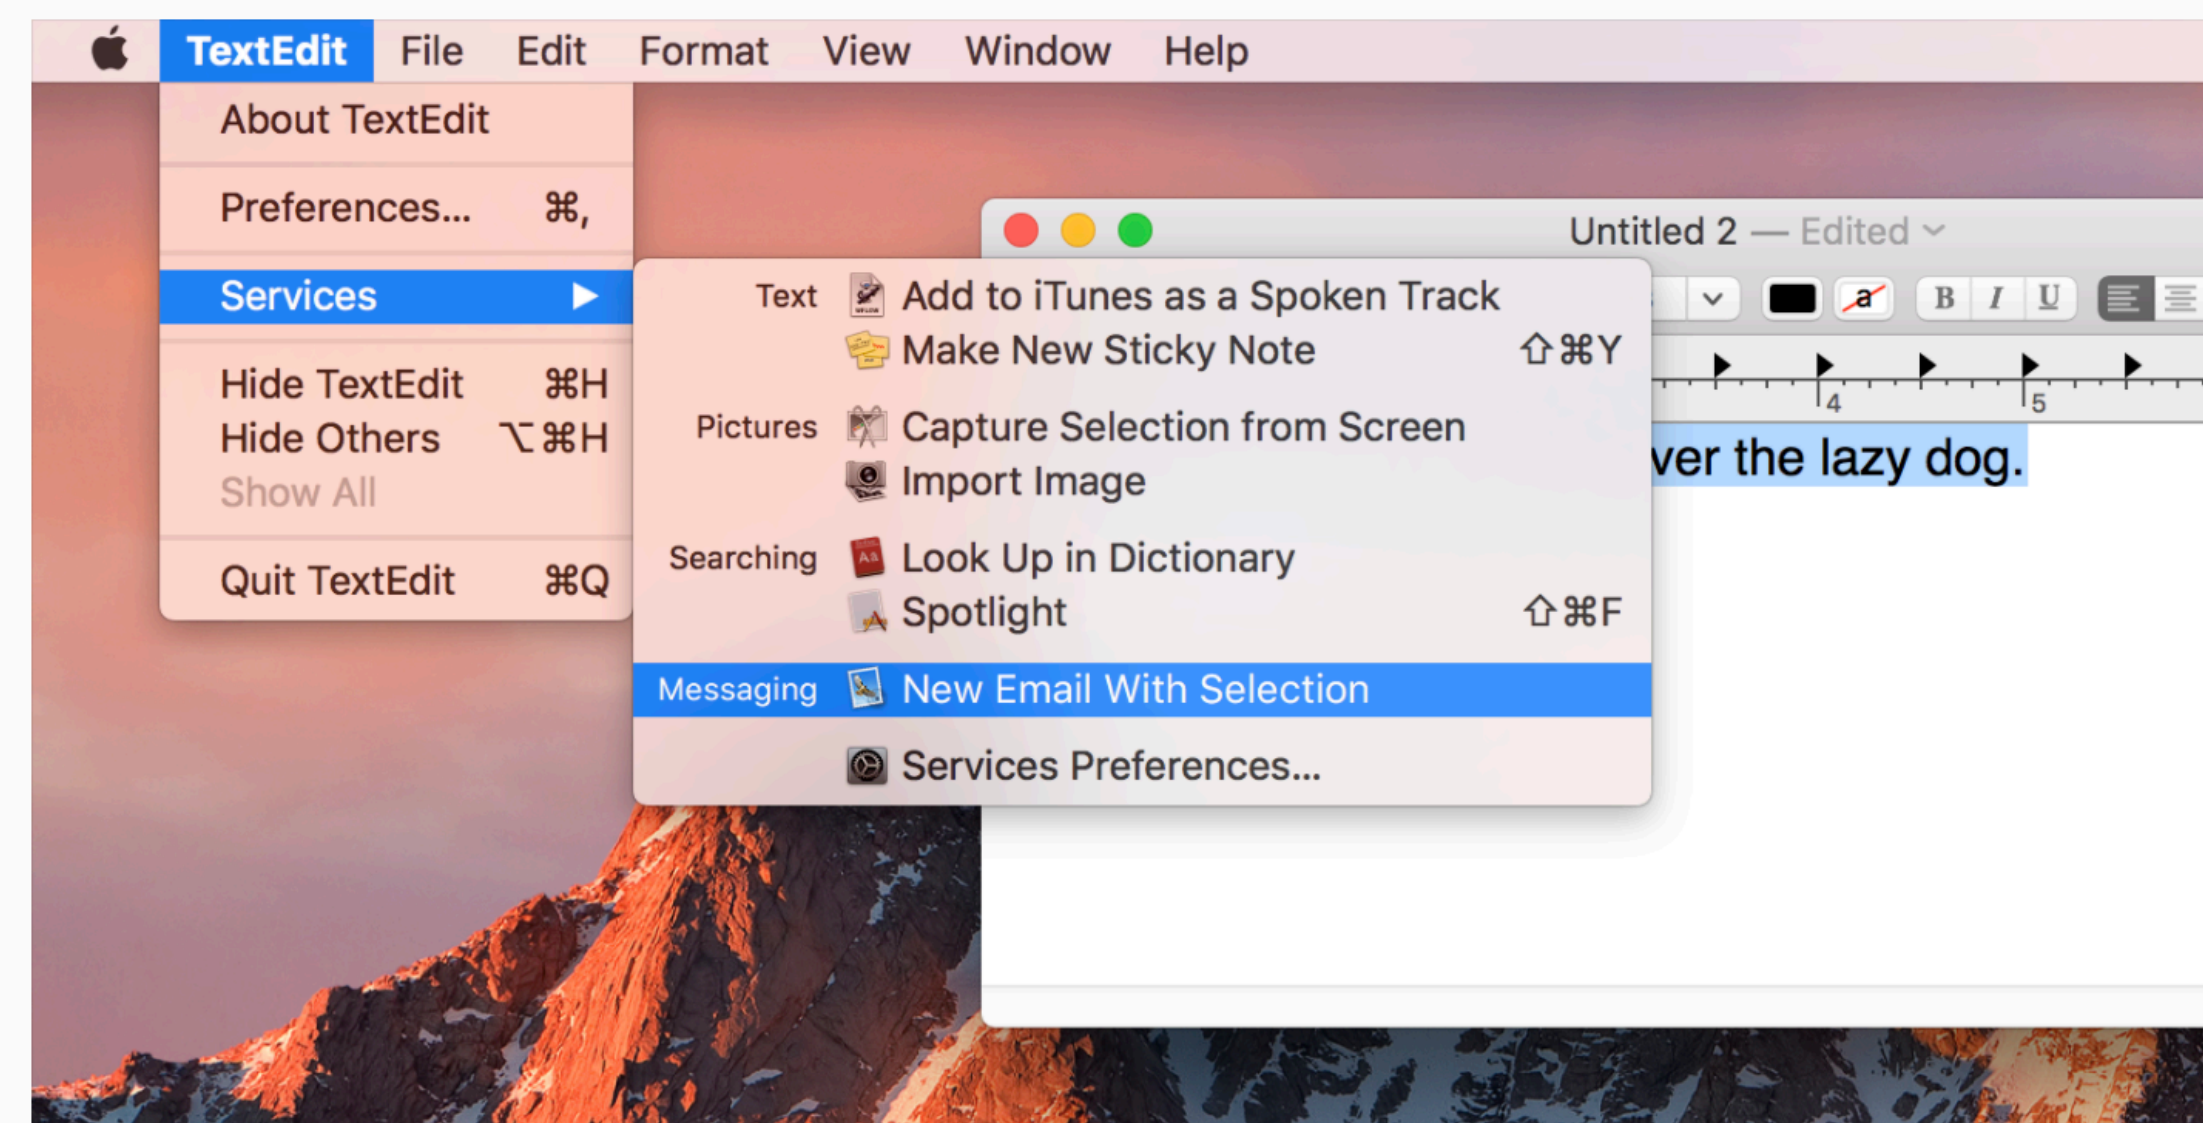 TextEdit File Edit Format View Window Help
About TextEdit
Preferences... ⌘,
Services ▶
Hide TextEdit ⌘H
Hide Others ⌥⌘H
Show All
Quit TextEdit ⌘Q
Text Add to iTunes as a Spoken Track
Make New Sticky Note ⇧⌘Y
Pictures Capture Selection from Screen
Import Image
Searching Look Up in Dictionary
Spotlight ⇧⌘F
Messaging New Email With Selection
Services Preferences...
Untitled 2 — Edited
a B I U
4 5
ver the lazy dog.